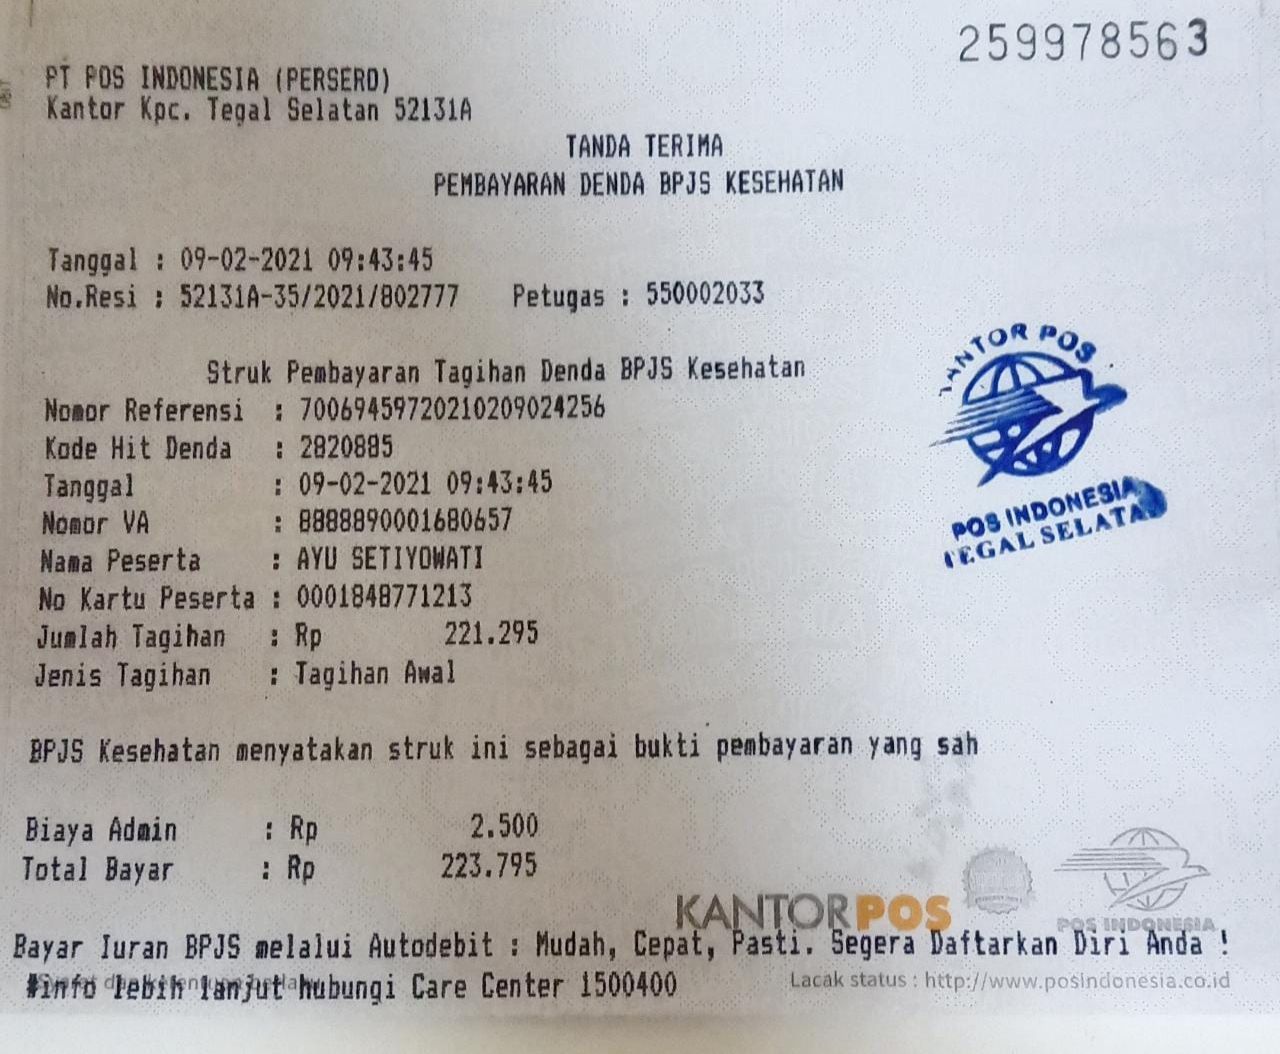 259978563
PT POS INDONESIA (PERSERO)
Kantor Kpc. Tegal Selatan 52131A
TANDA TERIMA
PEMBAYARAN DENDA BPJS KESEHATAN
Tanggal : 09-02-2021 09:43:45
No.Resi : 52131A-35/2021/802777 Petugas : 550002033
KANTOR POS
POS INDONESIA
TEGAL SELATAN
Struk Pembayaran Tagihan Denda BPJS Kesehatan
Nomor Referensi : 70069459720210209024256
Kode Hit Denda : 2820885
Tanggal : 09-02-2021 09:43:45
Nomor VA : 8888890001680657
Nama Peserta : AYU SETIYOWATI
No Kartu Peserta : 0001848771213
Jumlah Tagihan : Rp 221.295
Jenis Tagihan : Tagihan Awal
BPJS Kesehatan menyatakan struk ini sebagai bukti pembayaran yang sah
Biaya Admin : Rp 2.500
Total Bayar : Rp 223.795
KANTORPOS
POS INDONESIA
Bayar Iuran BPJS melalui Autodebit : Mudah, Cepat, Pasti. Segera Daftarkan Diri Anda !
#info lebih lanjut hubungi Care Center 1500400
Lacak status : http://www.posindonesia.co.id